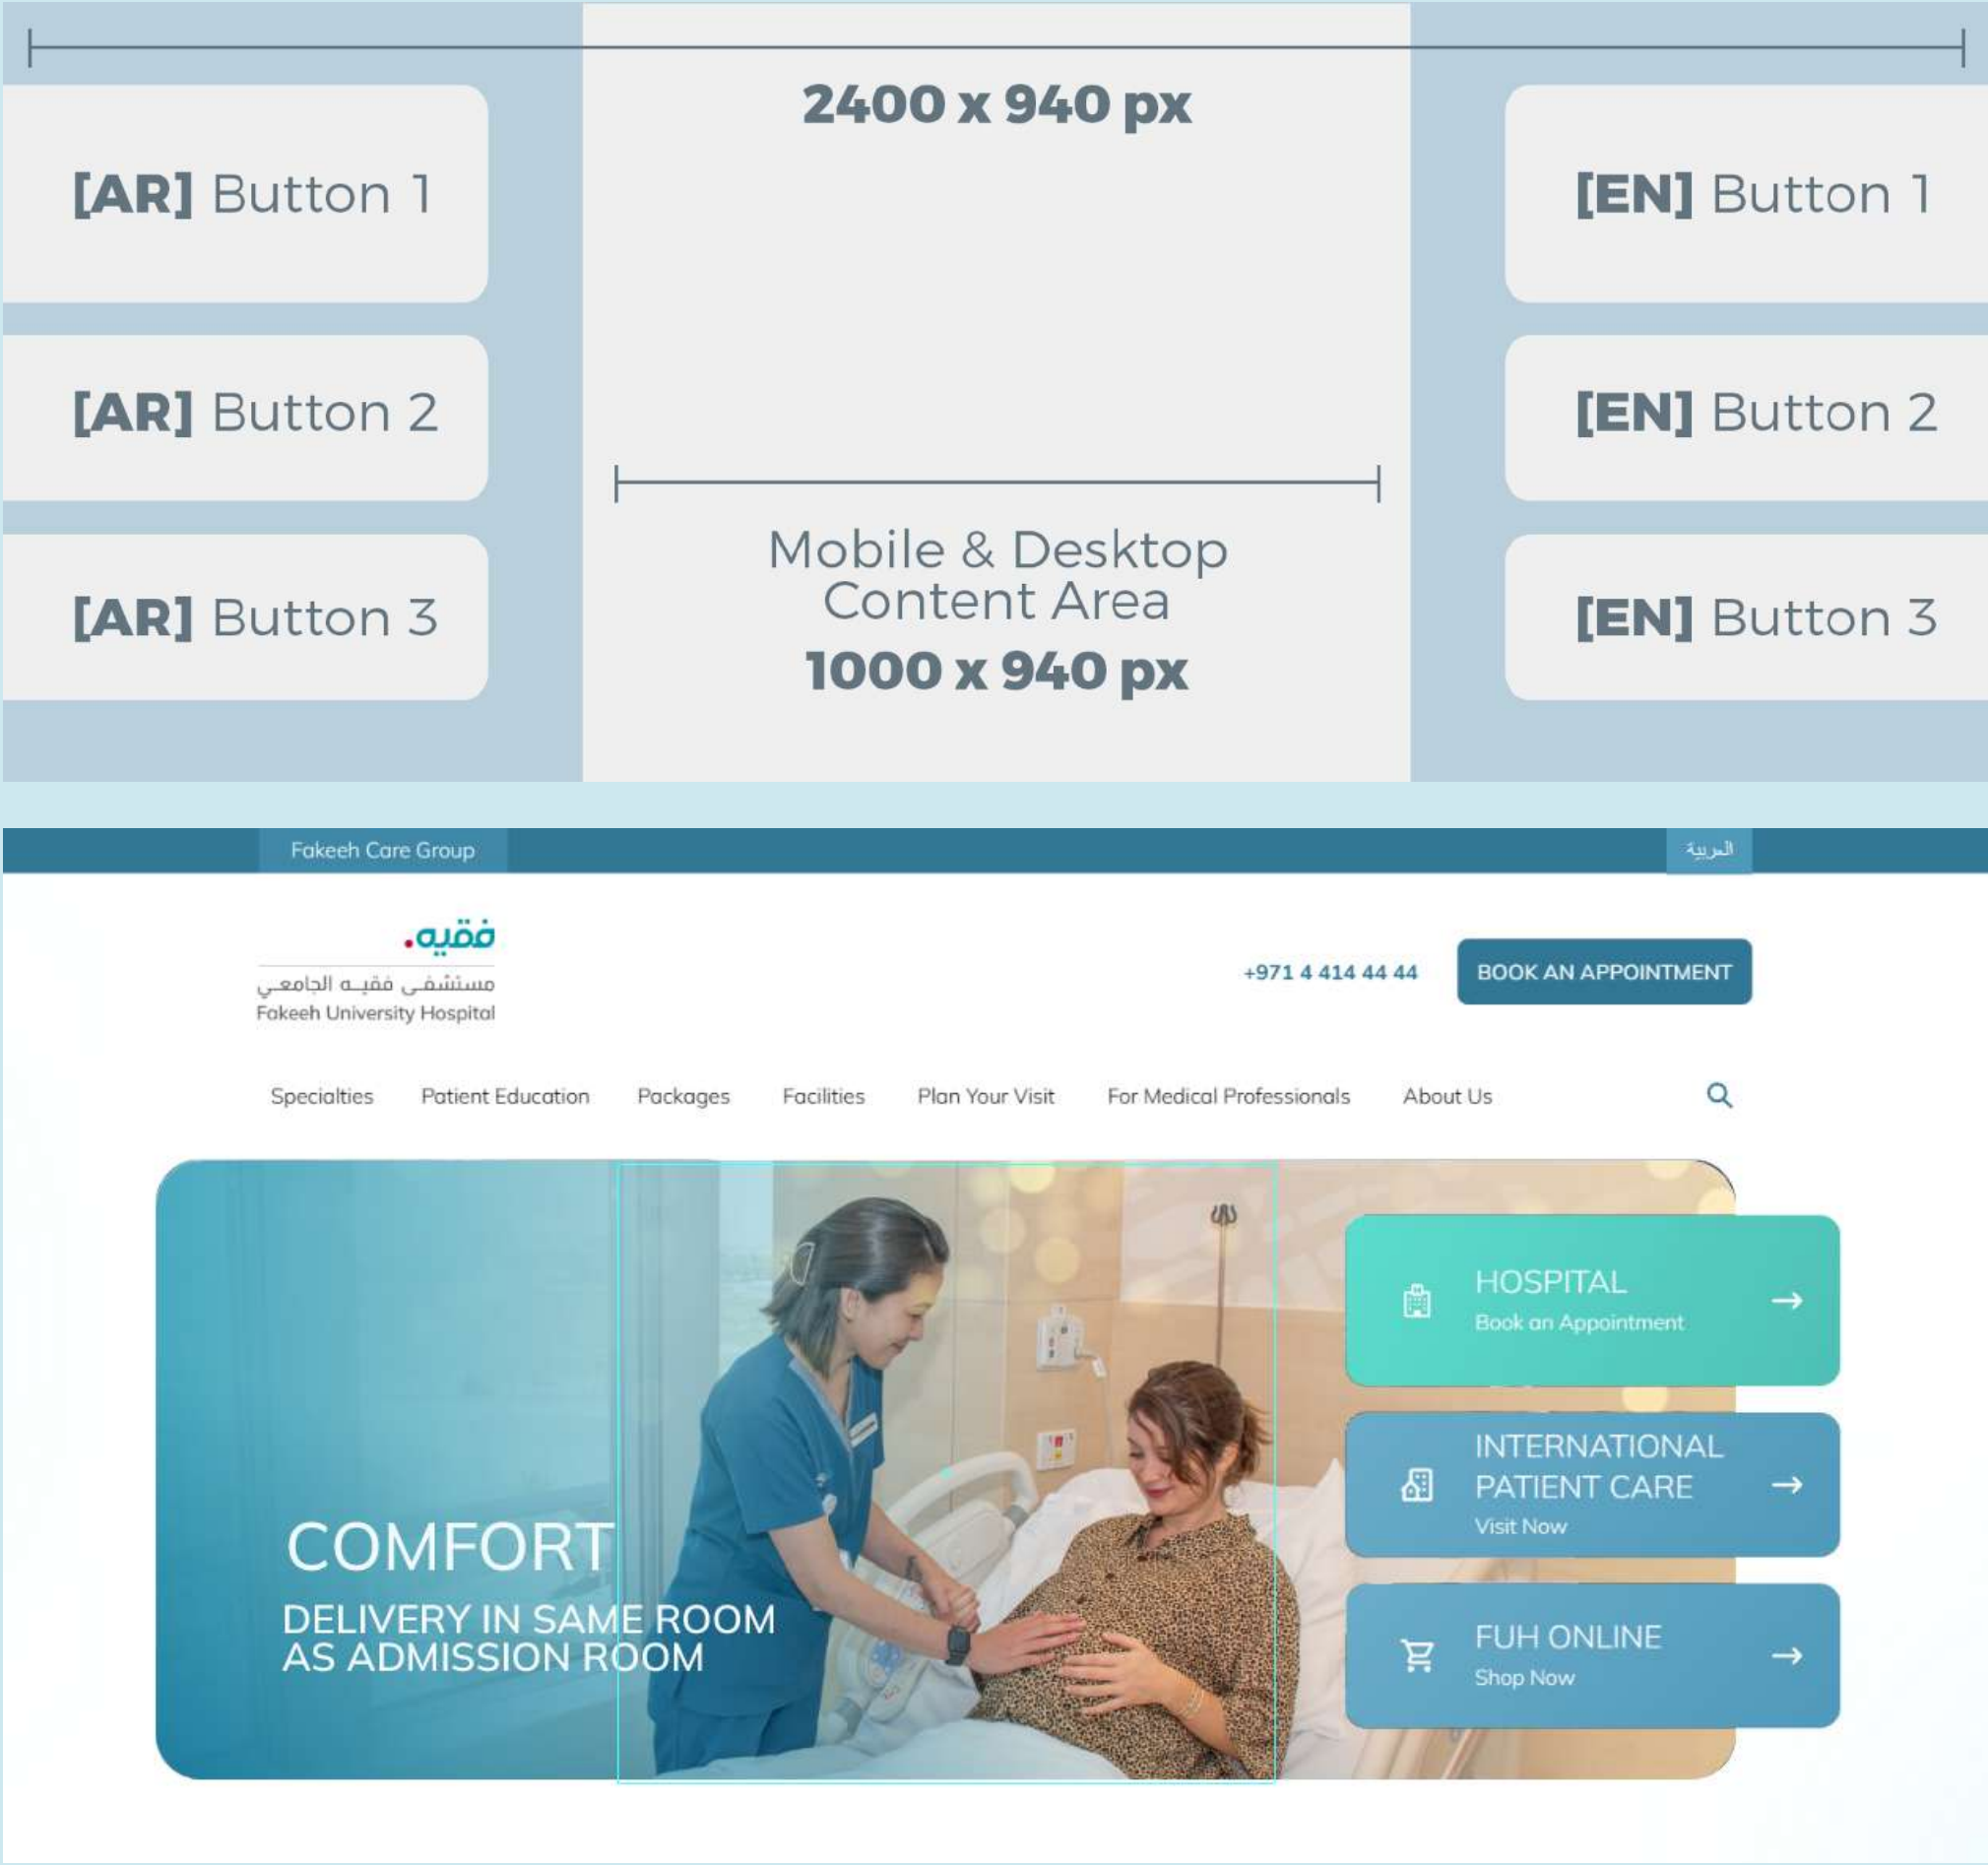 2400 x 940 px
[AR] Button 1
[EN] Button 1
[AR] Button 2
[EN] Button 2
Mobile & Desktop
Content Area
1000 x 940 px
[AR] Button 3
[EN] Button 3
Fakeeh Care Group
العربية
فقيه.
مستشفى فقيه الجامعي
Fakeeh University Hospital
+971 4 414 44 44
BOOK AN APPOINTMENT
Specialties Patient Education Packages Facilities Plan Your Visit For Medical Professionals About Us
HOSPITAL
Book an Appointment
INTERNATIONAL
PATIENT CARE
Visit Now
COMFORT
DELIVERY IN SAME ROOM
AS ADMISSION ROOM
FUH ONLINE
Shop Now